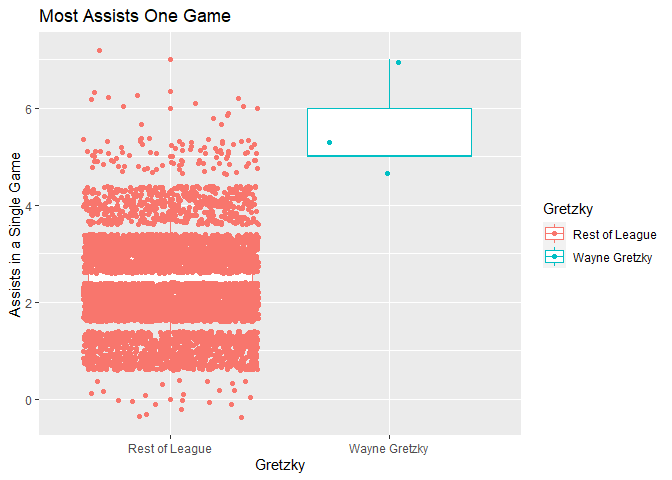 Most Assists One Game
Assists in a Single Game
6
4
2
0
Rest of League
Wayne Gretzky
Gretzky
Gretzky
Rest of League
Wayne Gretzky